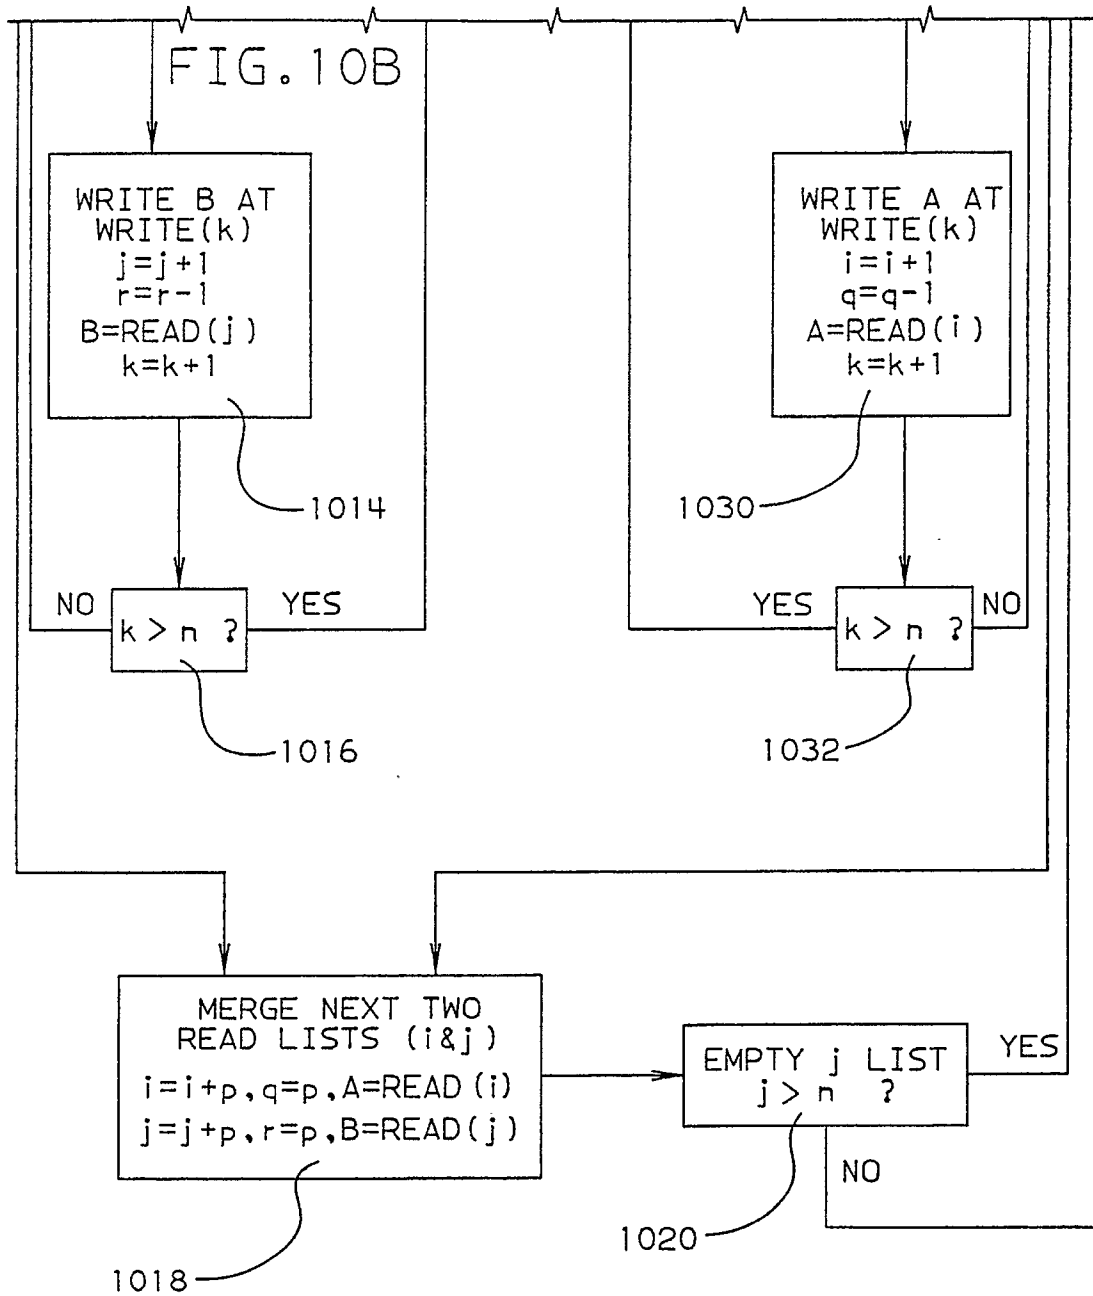 FIG.10B
WRITE B AT
WRITE(k)
j=j+1
r=r-1
B=READ(j)
k=k+1
1014
WRITE A AT
WRITE(k)
i=i+1
q=q-1
A=READ(i)
k=k+1
1030
NO
k > n ?
YES
1016
YES
k > n ?
NO
1032
MERGE NEXT TWO
READ LISTS (i&j)
i=i+p,q=p,A=READ(i)
j=j+p,r=p,B=READ(j)
1018
EMPTY j LIST
j > n ?
YES
NO
1020